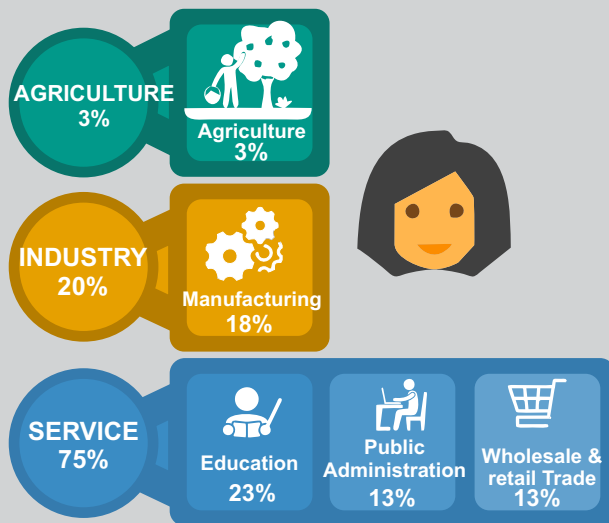 AGRICULTURE
3%
Agriculture
3%
INDUSTRY
20%
Manufacturing
18%
SERVICE
75%
Education
23%
Public
Administration
13%
Wholesale &
retail Trade
13%